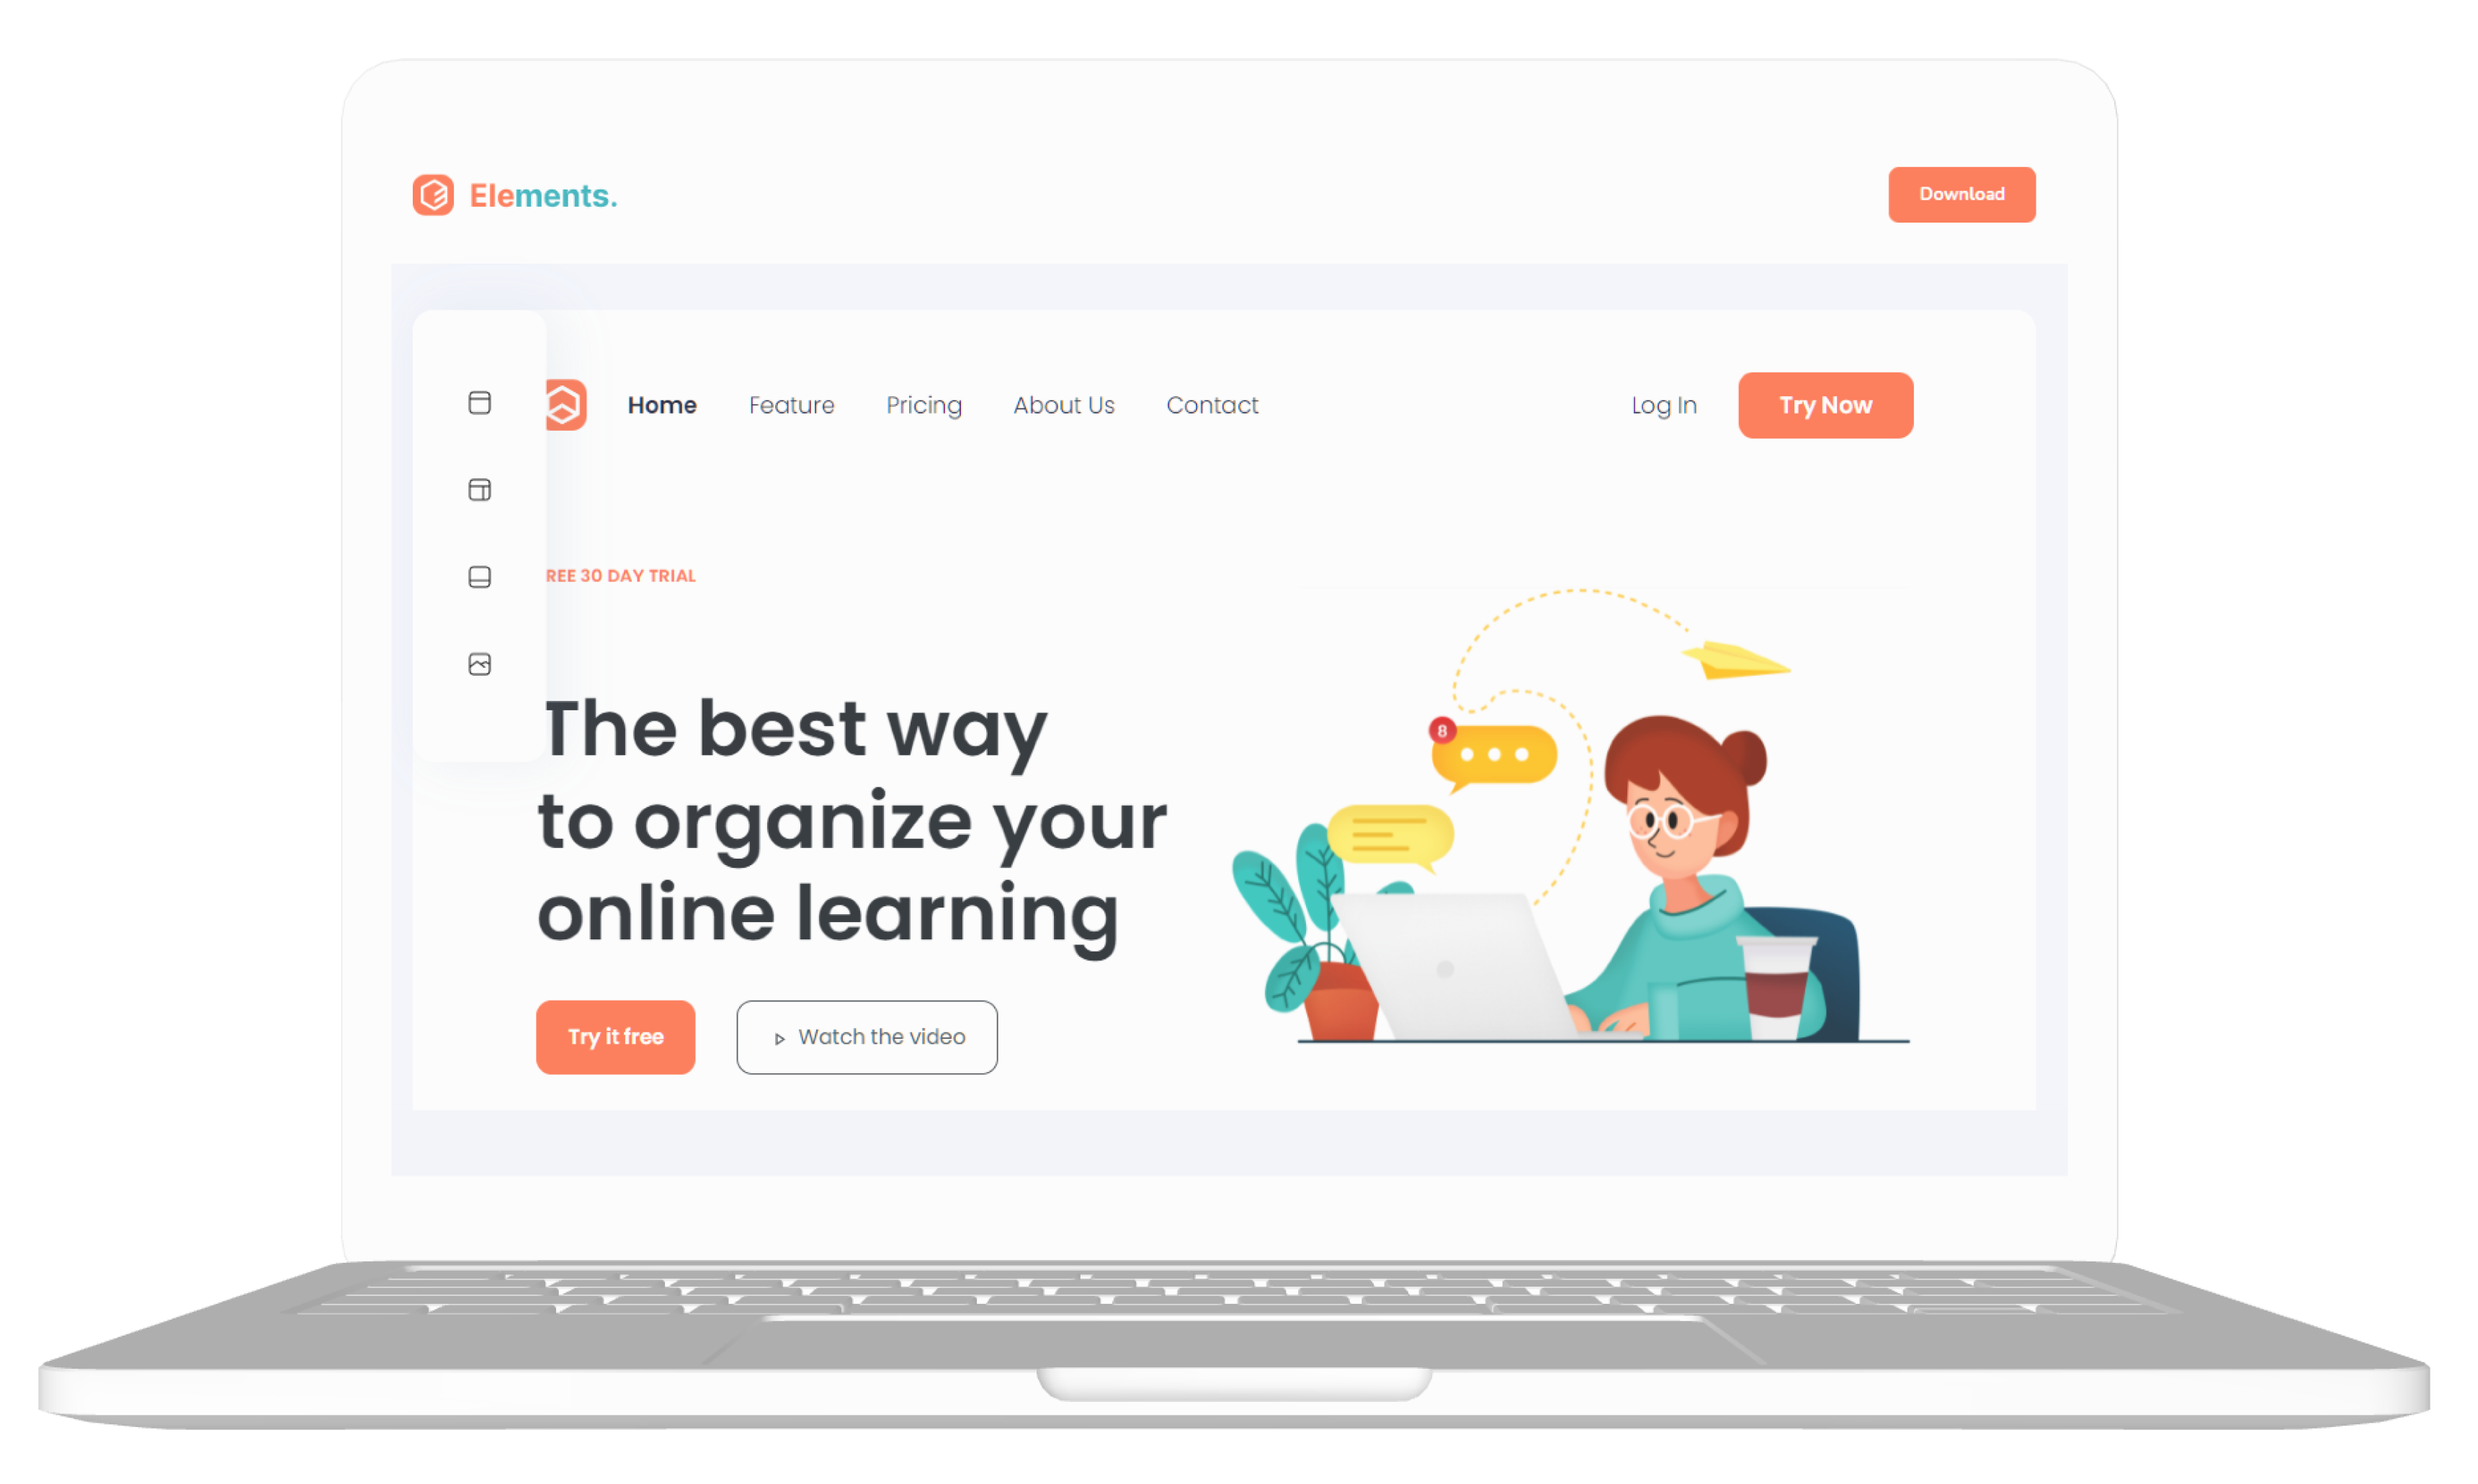 Elements.
Download
Home Feature Pricing About Us Contact Log In Try Now
REE 30 DAY TRIAL
The best way
to organize your
online learning
8
Try it free
Watch the video